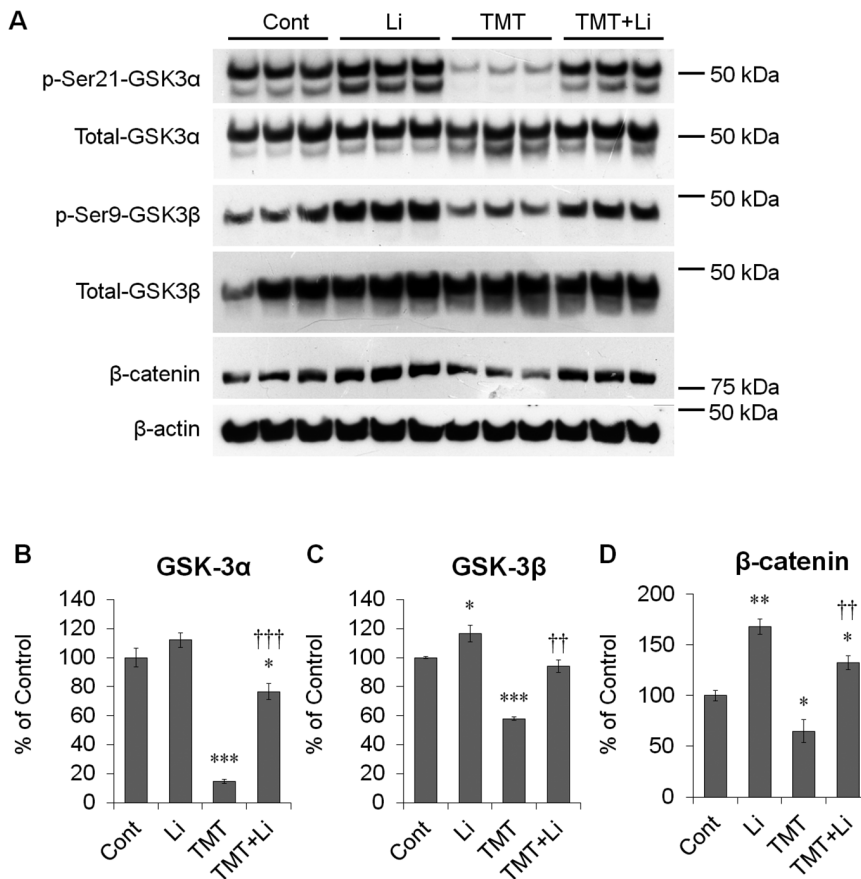 A
Cont Li TMT TMT+Li
p-Ser21-GSK3α 50 kDa
Total-GSK3α 50 kDa
p-Ser9-GSK3β 50 kDa
Total-GSK3β 50 kDa
β-catenin 75 kDa
β-actin 50 kDa
B GSK-3α
% of Control
140
120
100
80
60
40
20
0
***
†††
*
Cont Li TMT TMT+Li
C GSK-3β
% of Control
140
120
100
80
60
40
20
0
*
***
††
Cont Li TMT TMT+Li
D β-catenin
% of Control
200
150
100
50
0
**
*
††
*
Cont Li TMT TMT+Li